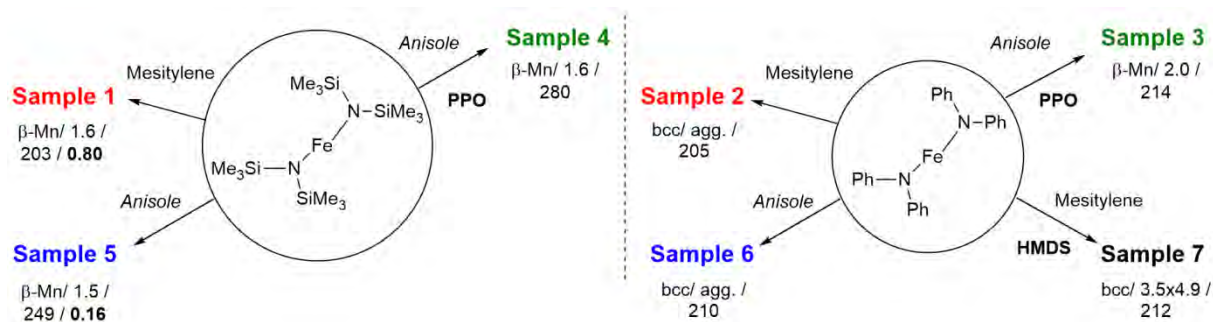 Mesitylene
Sample 1
β-Mn/ 1.6 /
203 / 0.80
Anisole
Sample 5
β-Mn/ 1.5 /
249 / 0.16
Me3Si
N—SiMe3
Fe
Me3Si—N
SiMe3
Anisole
PPO
Sample 4
β-Mn/ 1.6 /
280
Mesitylene
Sample 2
bcc/ agg. /
205
Anisole
Sample 6
bcc/ agg. /
210
Ph
N
Ph
Fe
Ph
N
Ph
Anisole
PPO
Sample 3
β-Mn/ 2.0 /
214
Mesitylene
HMDS
Sample 7
bcc/ 3.5x4.9 /
212